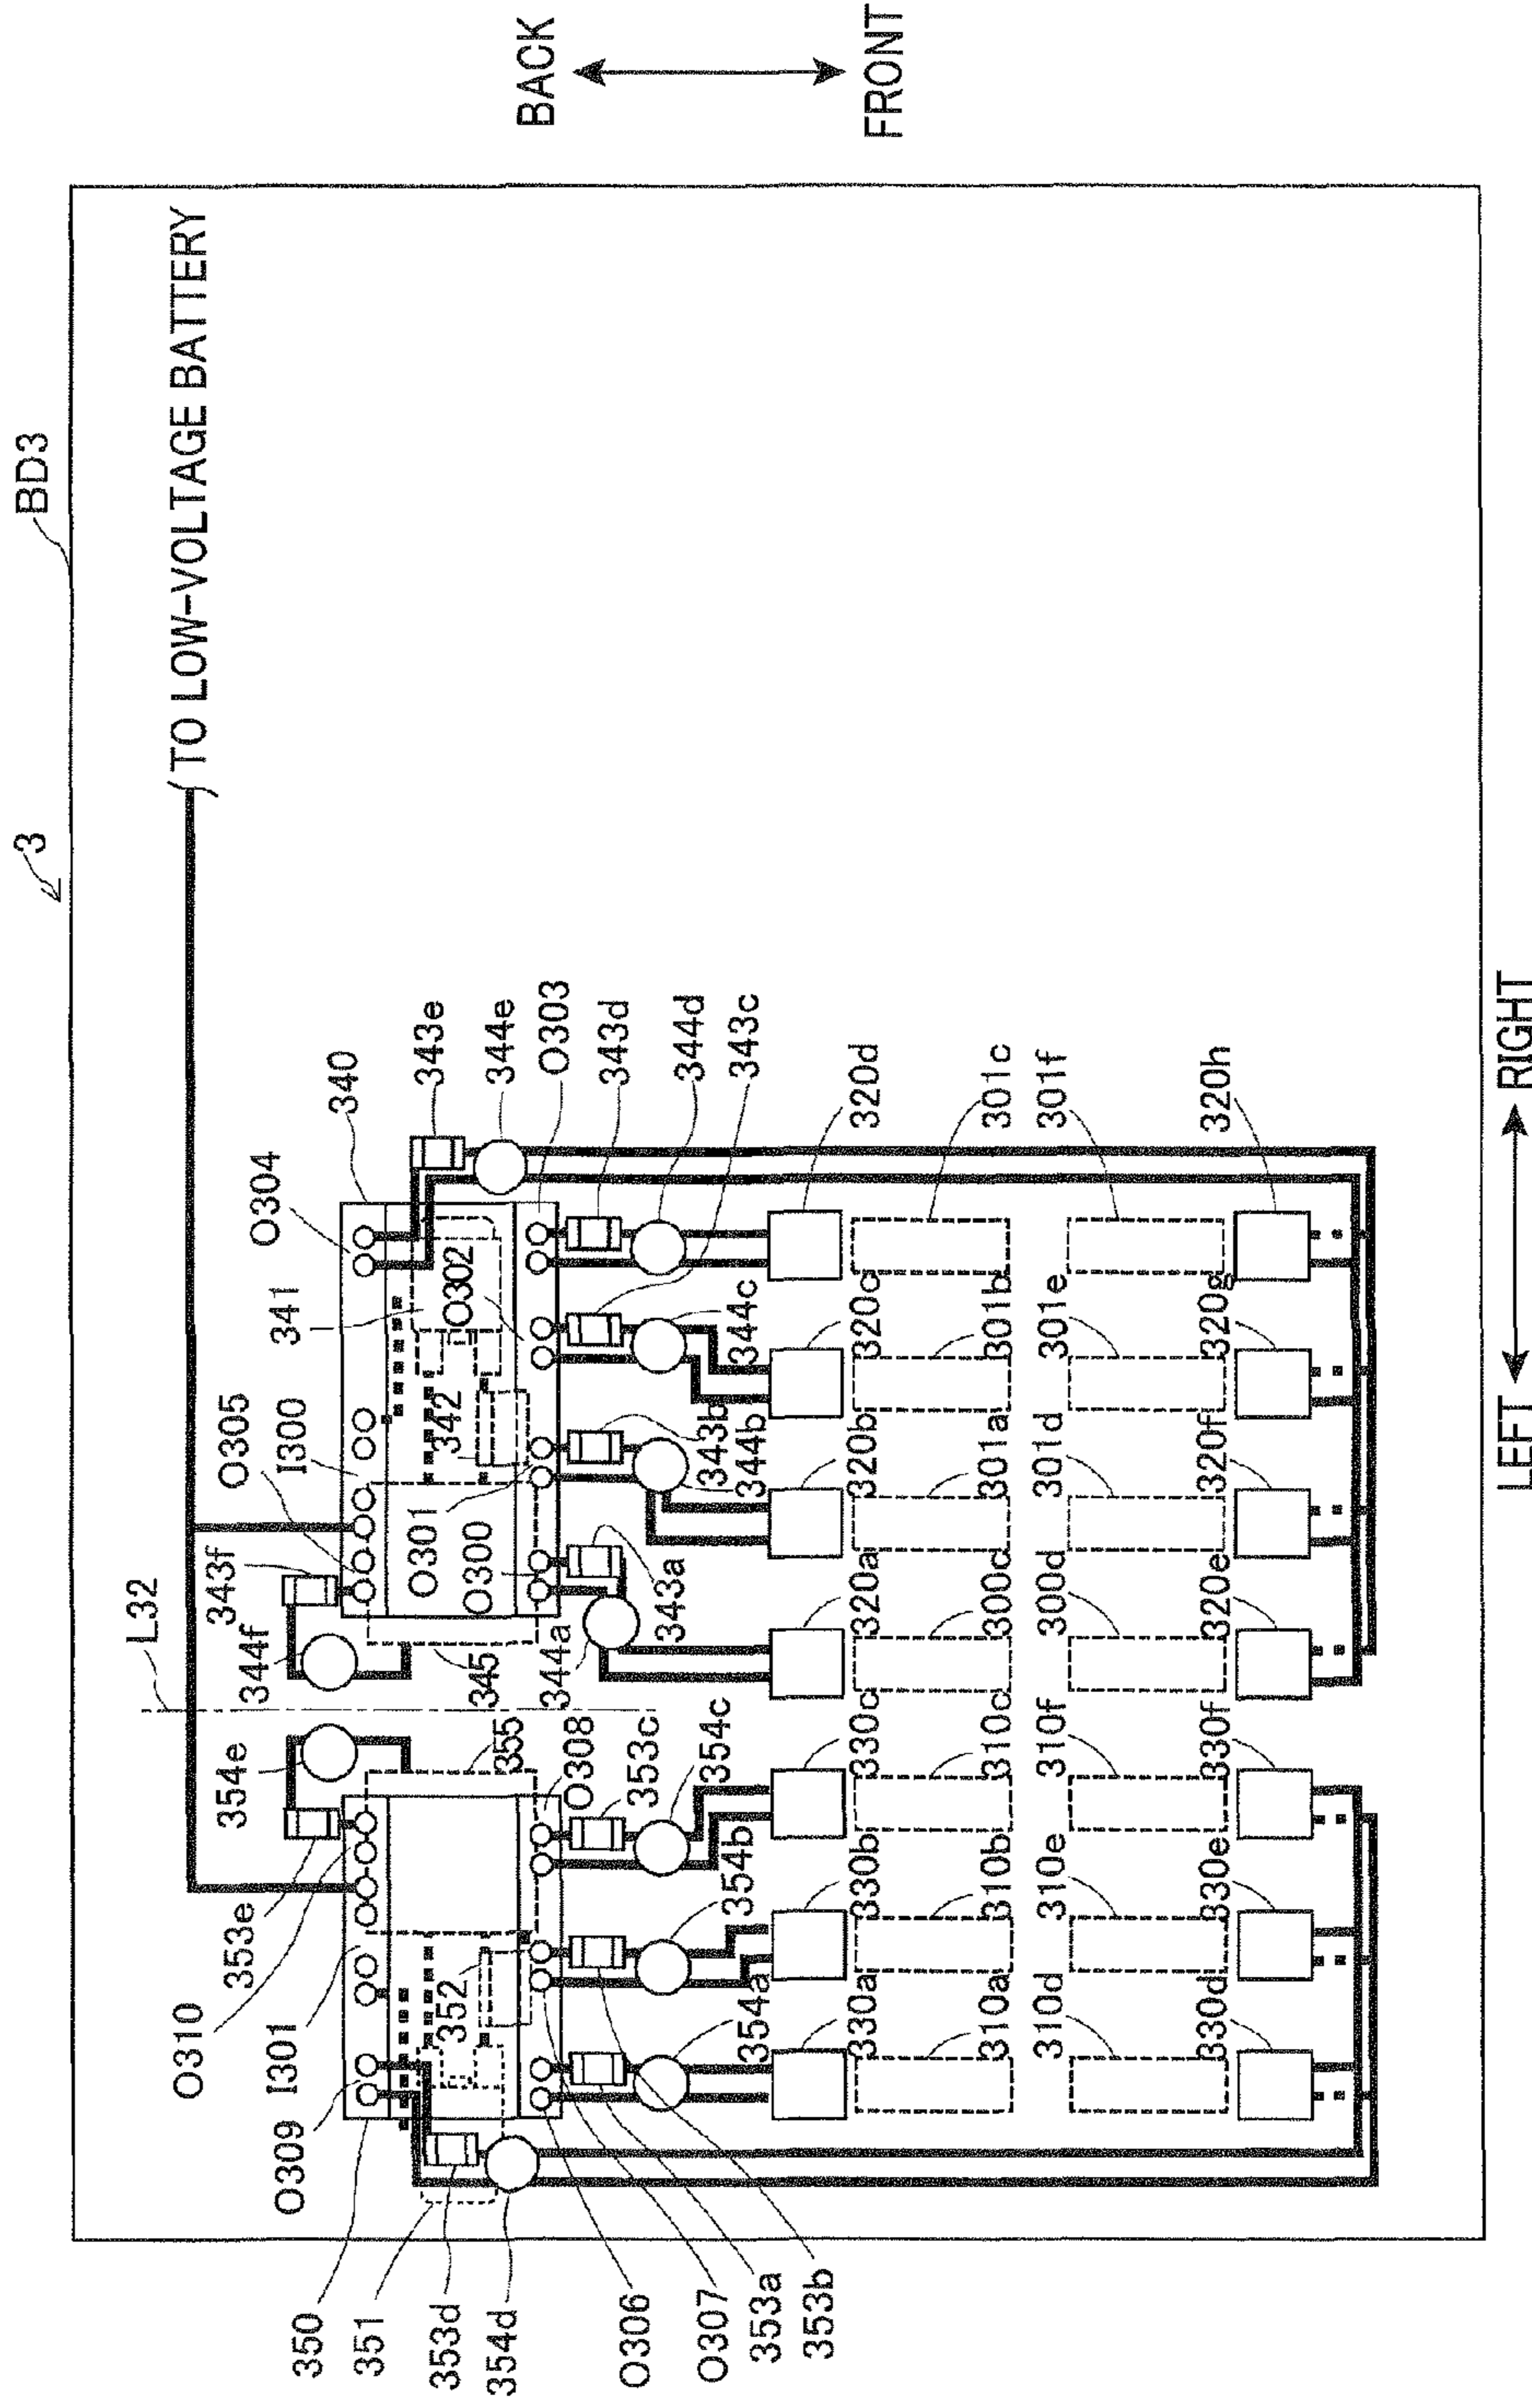 3
BD3
TO LOW-VOLTAGE BATTERY
BACK
FRONT
LEFT
RIGHT
L32
350
351
353d
354d
O309
I301
O310
353e
354e
344f
343f
O305
I300
341
O304
340
343e
344e
O303
343d
344d
343c
352
355
345
342
O302
O301
O300
O306
O307
353a
353b
354a
354b
O308
353c
354c
344a
343a
343b
344b
344c
330a
330b
330c
320a
320b
320c
320d
310a
310b
310c
300c
301a
301b
301c
310d
310e
310f
300d
301d
301e
301f
330d
330e
330f
320e
320f
320g
320h